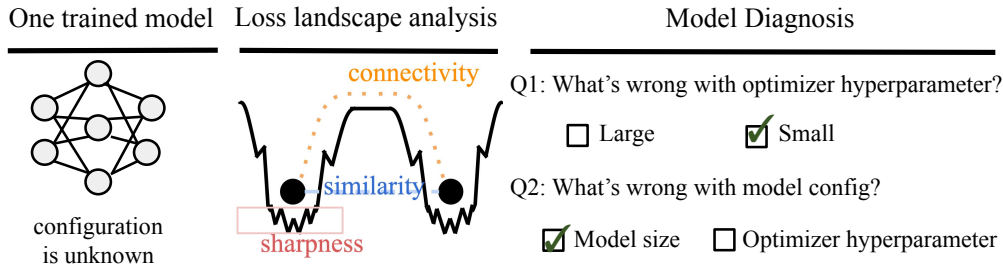 One trained model
configuration
is unknown
Loss landscape analysis
connectivity
similarity
sharpness
Model Diagnosis
Q1: What's wrong with optimizer hyperparameter?
Large Small
Q2: What's wrong with model config?
Model size Optimizer hyperparameter